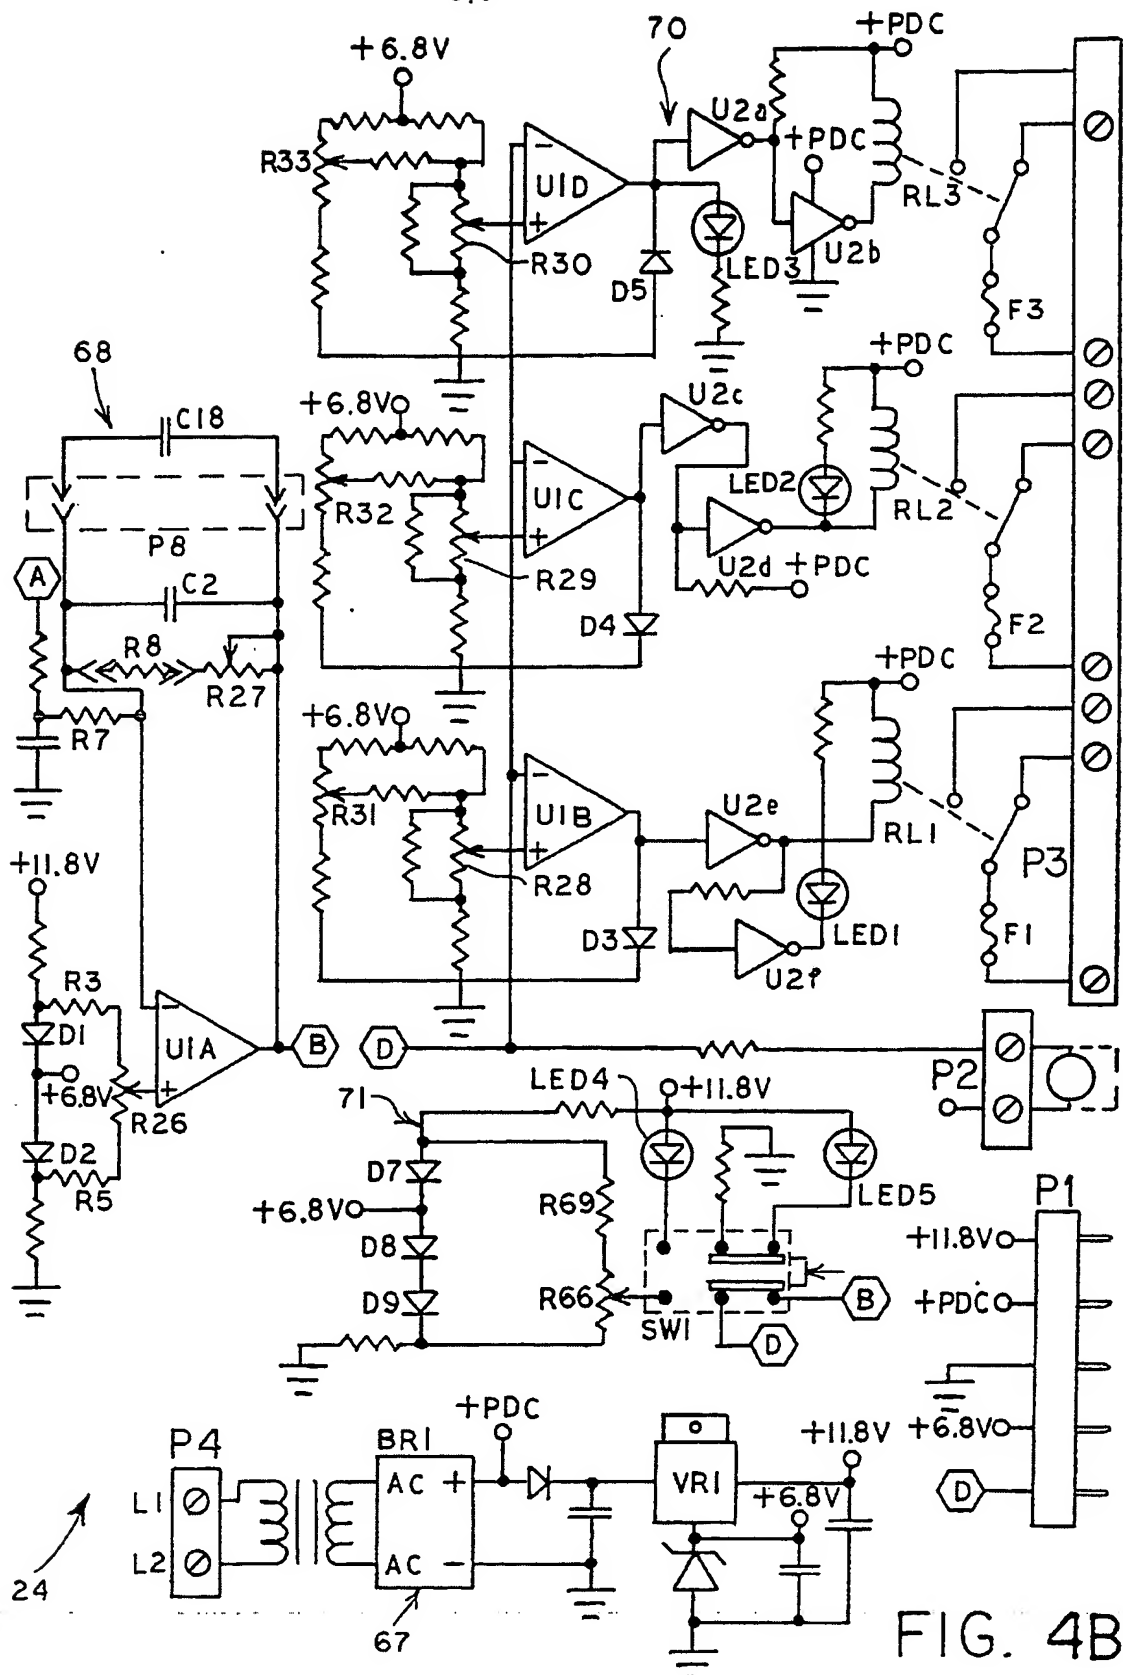 +6.8V
70
+PDC
U2a
+PDC
R33
−
U1D
+
RL3
R30
U2b
LED3
D5
F3
68
+PDC
C18
+6.8V
U2c
−
U1C
+
R32
LED2
RL2
P8
A
R29
U2d
+PDC
C2
D4
F2
R8
R27
+PDC
R7
+6.8V
−
U1B
+
U2e
R31
RL1
+11.8V
R28
P3
D3
LED1
F1
U2f
R3
−
D1
U1A
B
D
+6.8V
+
R26
LED4
+11.8V
P2
71
D2
R5
D7
LED5
P1
+6.8V
R69
+11.8V
D8
D9
R66
B
+PDC
SW1
D
+PDC
+6.8V
P4
BR1
+11.8V
L1
AC
+
VR1
+6.8V
D
L2
AC
−
24
67
FIG. 4B